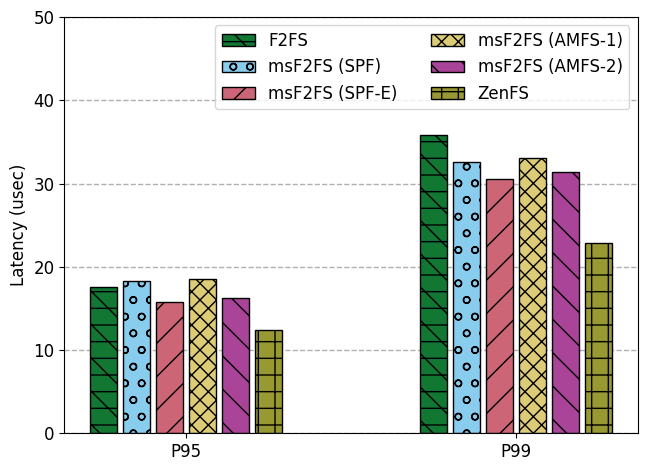 50
40
30
20
10
0
Latency (usec)
F2FS
msF2FS (SPF)
msF2FS (SPF-E)
msF2FS (AMFS-1)
msF2FS (AMFS-2)
ZenFS
P95
P99